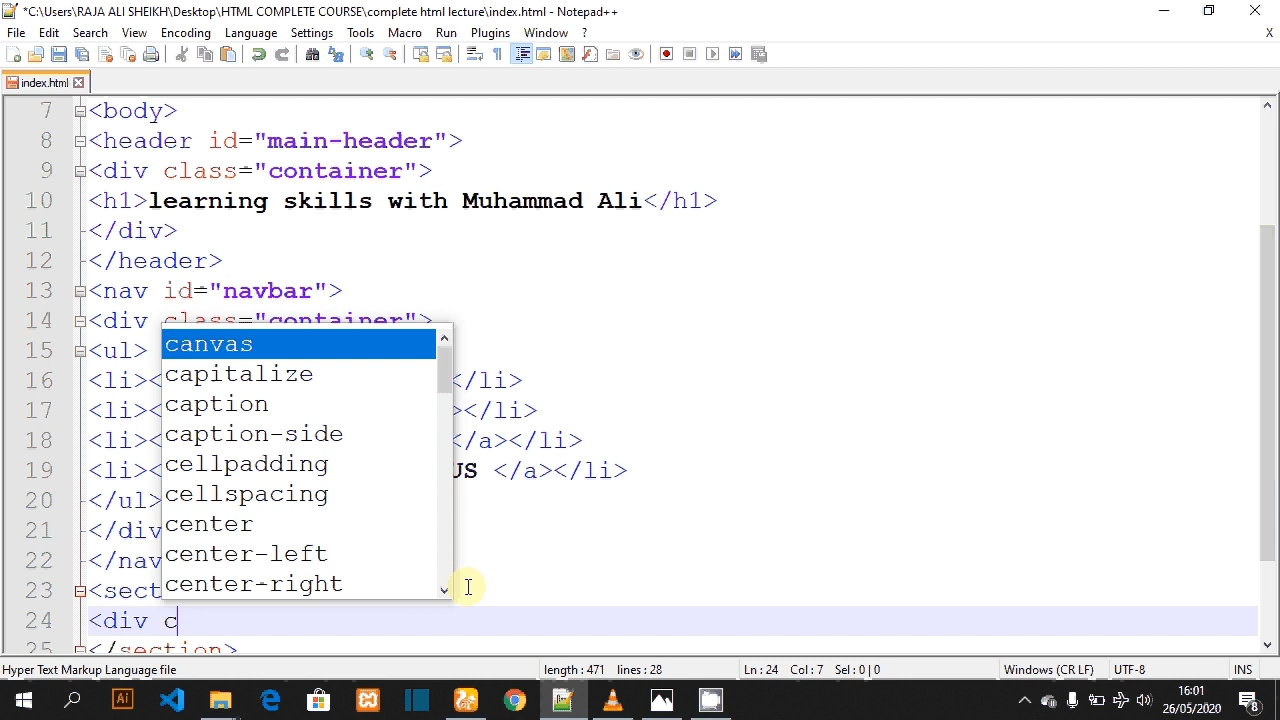 *C:\Users\RAJA ALI SHEIKH\Desktop\HTML COMPLETE COURSE\complete html lecture\index.html - Notepad++
File Edit Search View Encoding Language Settings Tools Macro Run Plugins Window ? X
index.html
7 <body>
8 <header id="main-header">
9 <div class="container">
10 <h1>learning skills with Muhammad Ali</h1>
11 </div>
12 </header>
13 <nav id="navbar">
14 <div class="container">
15 <ul>
16 <li>< </li>
17 <li>< ></li>
18 <li>< </a></li>
19 <li>< US </a></li>
20 </ul>
21 </div
22 </nav
23 <sect
24 <div c
25 </section>
canvas
capitalize
caption
caption-side
cellpadding
cellspacing
center
center-left
center-right
Hyper Text Markup Language file length : 471 lines : 28 Ln : 24 Col : 7 Sel : 0 | 0 Windows (CR LF) UTF-8 INS
Ai
16:01
26/05/2020
8